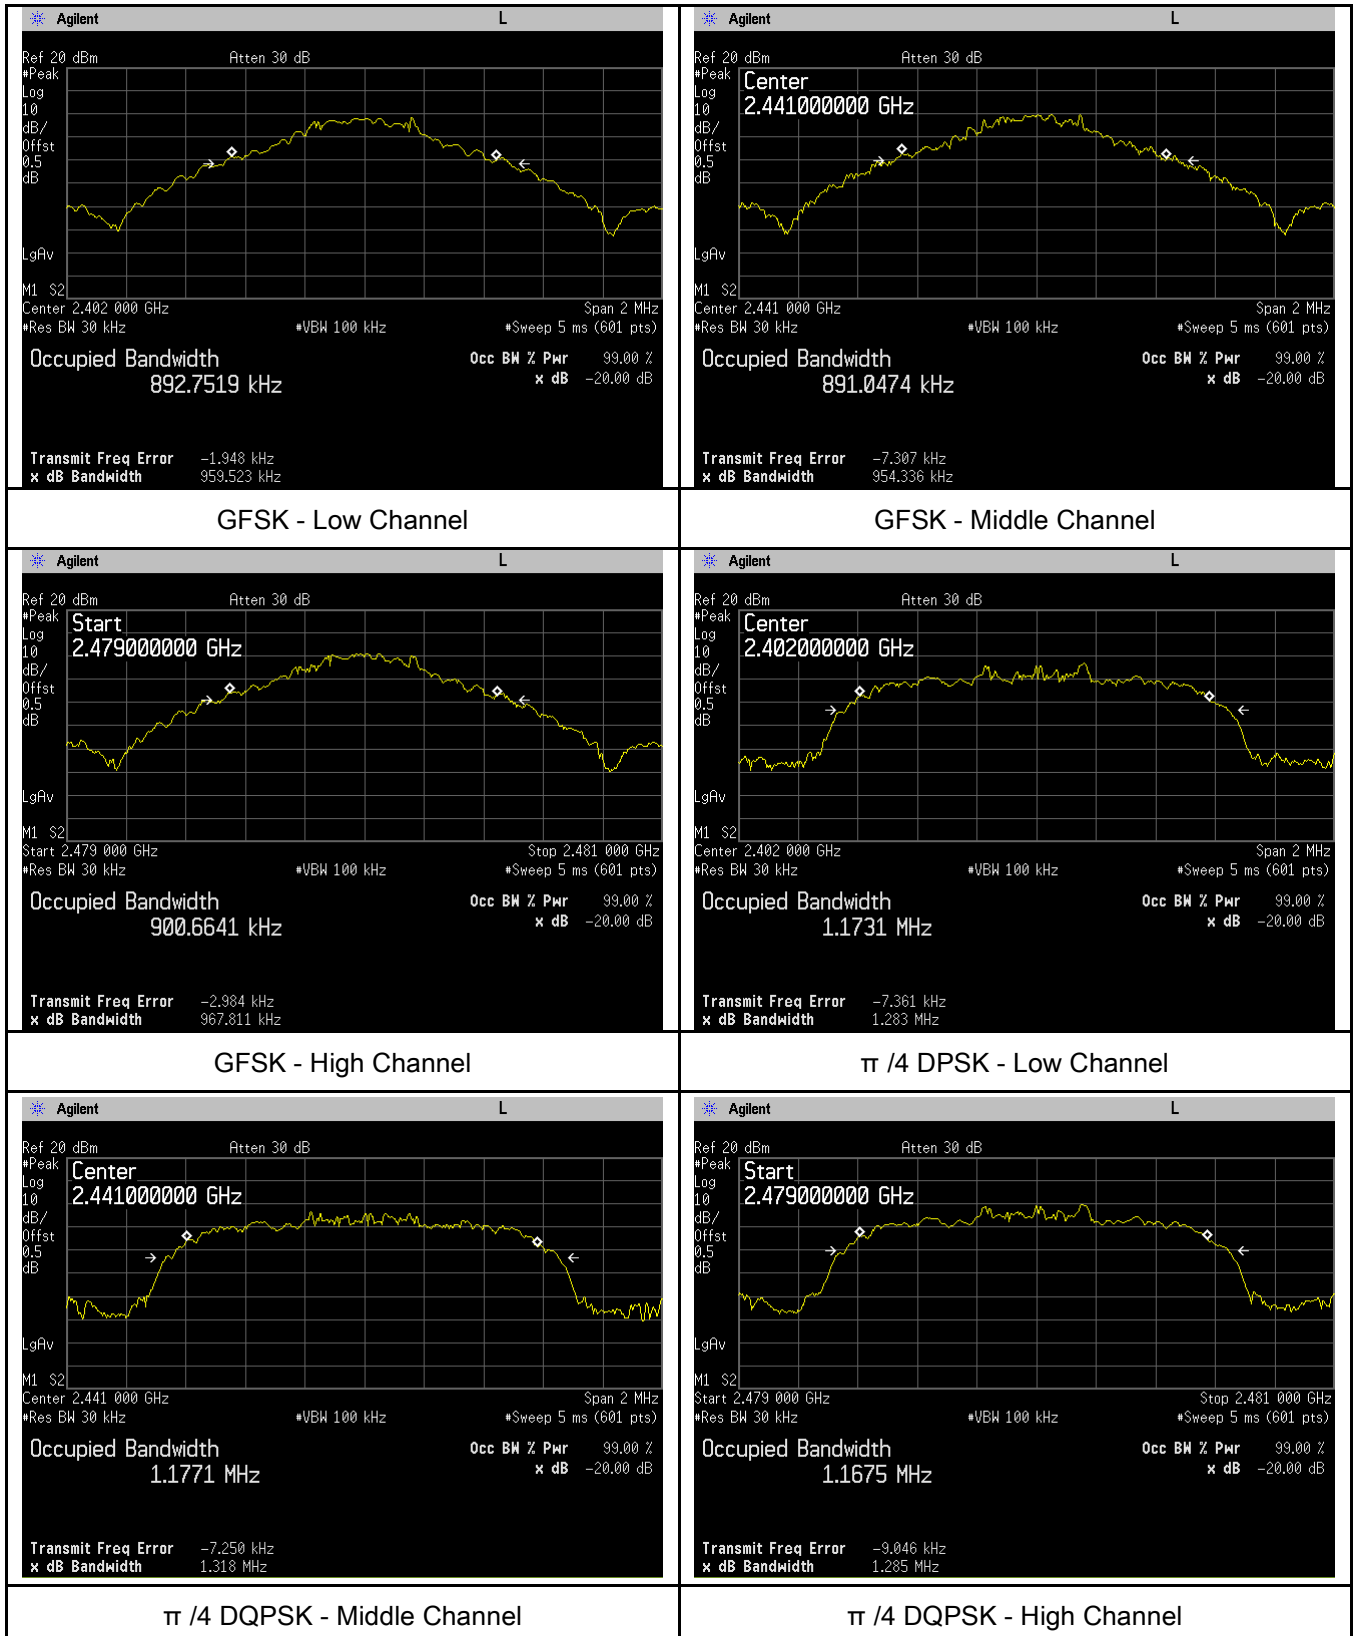 Agilent L
Ref 20 dBm Atten 30 dB
#Peak
Log
10
dB/
Offst
0.5
dB
LgAv
M1 S2
Center 2.402 000 GHz Span 2 MHz
#Res BW 30 kHz #VBW 100 kHz #Sweep 5 ms (601 pts)
Occupied Bandwidth Occ BW % Pwr 99.00 %
892.7519 kHz x dB -20.00 dB
Transmit Freq Error -1.948 kHz
x dB Bandwidth 959.523 kHz
GFSK - Low Channel
Agilent L
Ref 20 dBm Atten 30 dB
#Peak
Log
10
dB/
Offst
0.5
dB
Center
2.441000000 GHz
LgAv
M1 S2
Center 2.441 000 GHz Span 2 MHz
#Res BW 30 kHz #VBW 100 kHz #Sweep 5 ms (601 pts)
Occupied Bandwidth Occ BW % Pwr 99.00 %
891.0474 kHz x dB -20.00 dB
Transmit Freq Error -7.307 kHz
x dB Bandwidth 954.336 kHz
GFSK - Middle Channel
Agilent L
Ref 20 dBm Atten 30 dB
#Peak
Log
10
dB/
Offst
0.5
dB
Start
2.479000000 GHz
LgAv
M1 S2
Start 2.479 000 GHz Stop 2.481 000 GHz
#Res BW 30 kHz #VBW 100 kHz #Sweep 5 ms (601 pts)
Occupied Bandwidth Occ BW % Pwr 99.00 %
900.6641 kHz x dB -20.00 dB
Transmit Freq Error -2.984 kHz
x dB Bandwidth 967.811 kHz
GFSK - High Channel
Agilent L
Ref 20 dBm Atten 30 dB
#Peak
Log
10
dB/
Offst
0.5
dB
Center
2.402000000 GHz
LgAv
M1 S2
Center 2.402 000 GHz Span 2 MHz
#Res BW 30 kHz #VBW 100 kHz #Sweep 5 ms (601 pts)
Occupied Bandwidth Occ BW % Pwr 99.00 %
1.1731 MHz x dB -20.00 dB
Transmit Freq Error -7.361 kHz
x dB Bandwidth 1.283 MHz
π /4 DPSK - Low Channel
Agilent L
Ref 20 dBm Atten 30 dB
#Peak
Log
10
dB/
Offst
0.5
dB
Center
2.441000000 GHz
LgAv
M1 S2
Center 2.441 000 GHz Span 2 MHz
#Res BW 30 kHz #VBW 100 kHz #Sweep 5 ms (601 pts)
Occupied Bandwidth Occ BW % Pwr 99.00 %
1.1771 MHz x dB -20.00 dB
Transmit Freq Error -7.250 kHz
x dB Bandwidth 1.318 MHz
π /4 DQPSK - Middle Channel
Agilent L
Ref 20 dBm Atten 30 dB
#Peak
Log
10
dB/
Offst
0.5
dB
Start
2.479000000 GHz
LgAv
M1 S2
Start 2.479 000 GHz Stop 2.481 000 GHz
#Res BW 30 kHz #VBW 100 kHz #Sweep 5 ms (601 pts)
Occupied Bandwidth Occ BW % Pwr 99.00 %
1.1675 MHz x dB -20.00 dB
Transmit Freq Error -9.046 kHz
x dB Bandwidth 1.285 MHz
π /4 DQPSK - High Channel